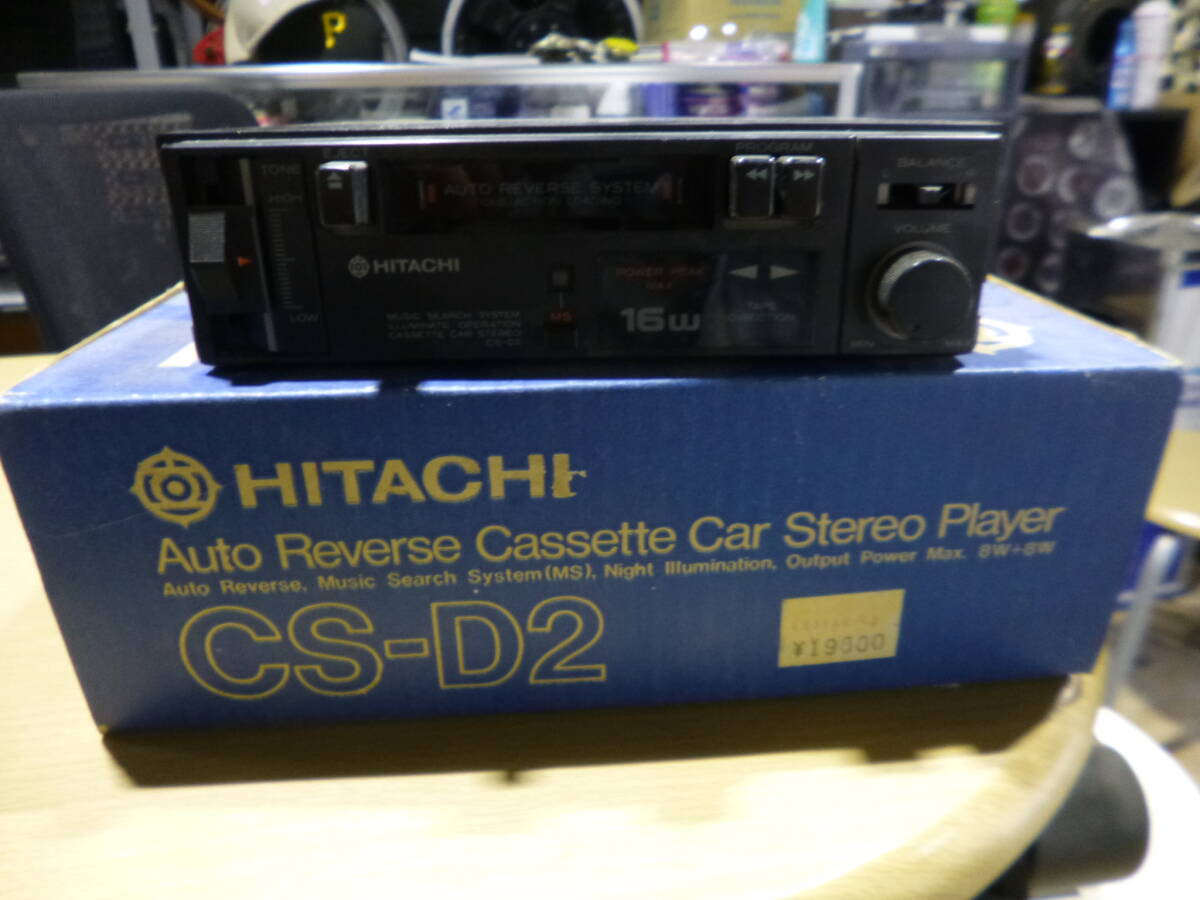 P
TONE
HIGH
LOW
EJECT
AUTO REVERSE SYSTEM
PROGRAM
BALANCE
VOLUME
HITACHI
MUSIC SEARCH SYSTEM
ILLUMINATE OPERATION
CASSETTE CAR STEREO
CS-D2
MS
POWER PEAK
MAX
16W
TAPE
HITACHI
Auto Reverse Cassette Car Stereo Player
Auto Reverse, Music Search System(MS), Night Illumination, Output Power Max. 8W+8W
CS-D2